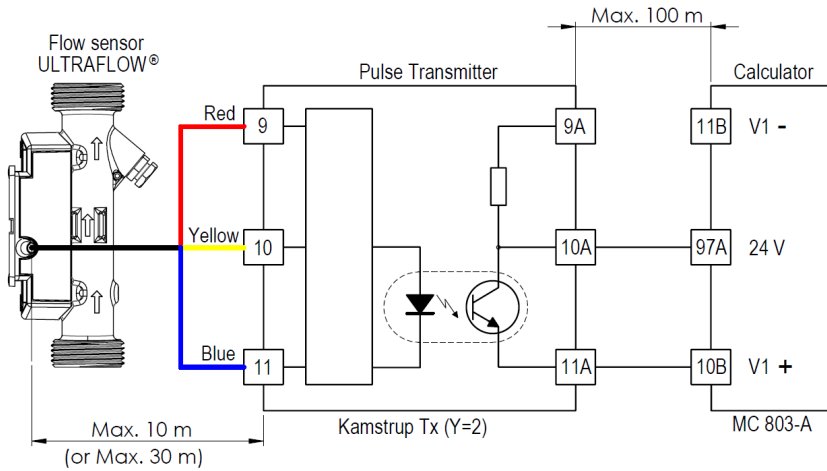 Max. 100 m
Flow sensor
ULTRAFLOW®
Pulse Transmitter
Calculator
Red
9
9A
11B
V1 -
Yellow
10
10A
97A
24 V
Blue
11
11A
10B
V1 +
Max. 10 m
(or Max. 30 m)
Kamstrup Tx (Y=2)
MC 803-A